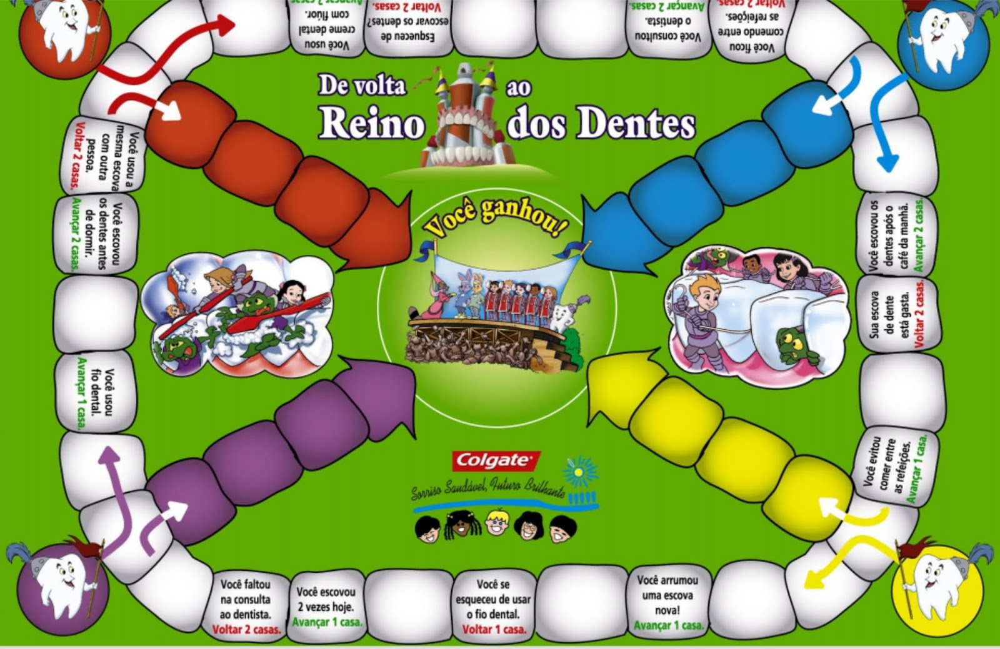 Você usou
creme dental
com flúor.
Avançar 2 casas.
Esqueceu de
escovar os dentes?
Voltar 2 casas.
Você consultou
o dentista.
Avançar 2 casas.
Você ficou
comendo entre
as refeições.
Voltar 2 casas.
De volta ao
Reino dos Dentes
Você ganhou!
Você usou a
mesma escova
com outra
pessoa.
Voltar 2 casas.
Você escovou
os dentes antes
de dormir.
Avançar 2 casas.
Você usou
fio dental.
Avançar 1 casa.
Você escovou os
dentes após o
café da manhã.
Avançar 2 casas.
Sua escova
de dente
está gasta.
Voltar 2 casas.
Você evitou
comer entre
as refeições.
Avançar 1 casa.
Colgate
Sorriso Saudável, Futuro Brilhante
Você faltou
na consulta
ao dentista.
Voltar 2 casas.
Você escovou
2 vezes hoje.
Avançar 1 casa.
Você se
esqueceu de usar
o fio dental.
Voltar 1 casa.
Você arrumou
uma escova
nova!
Avançar 1 casa.